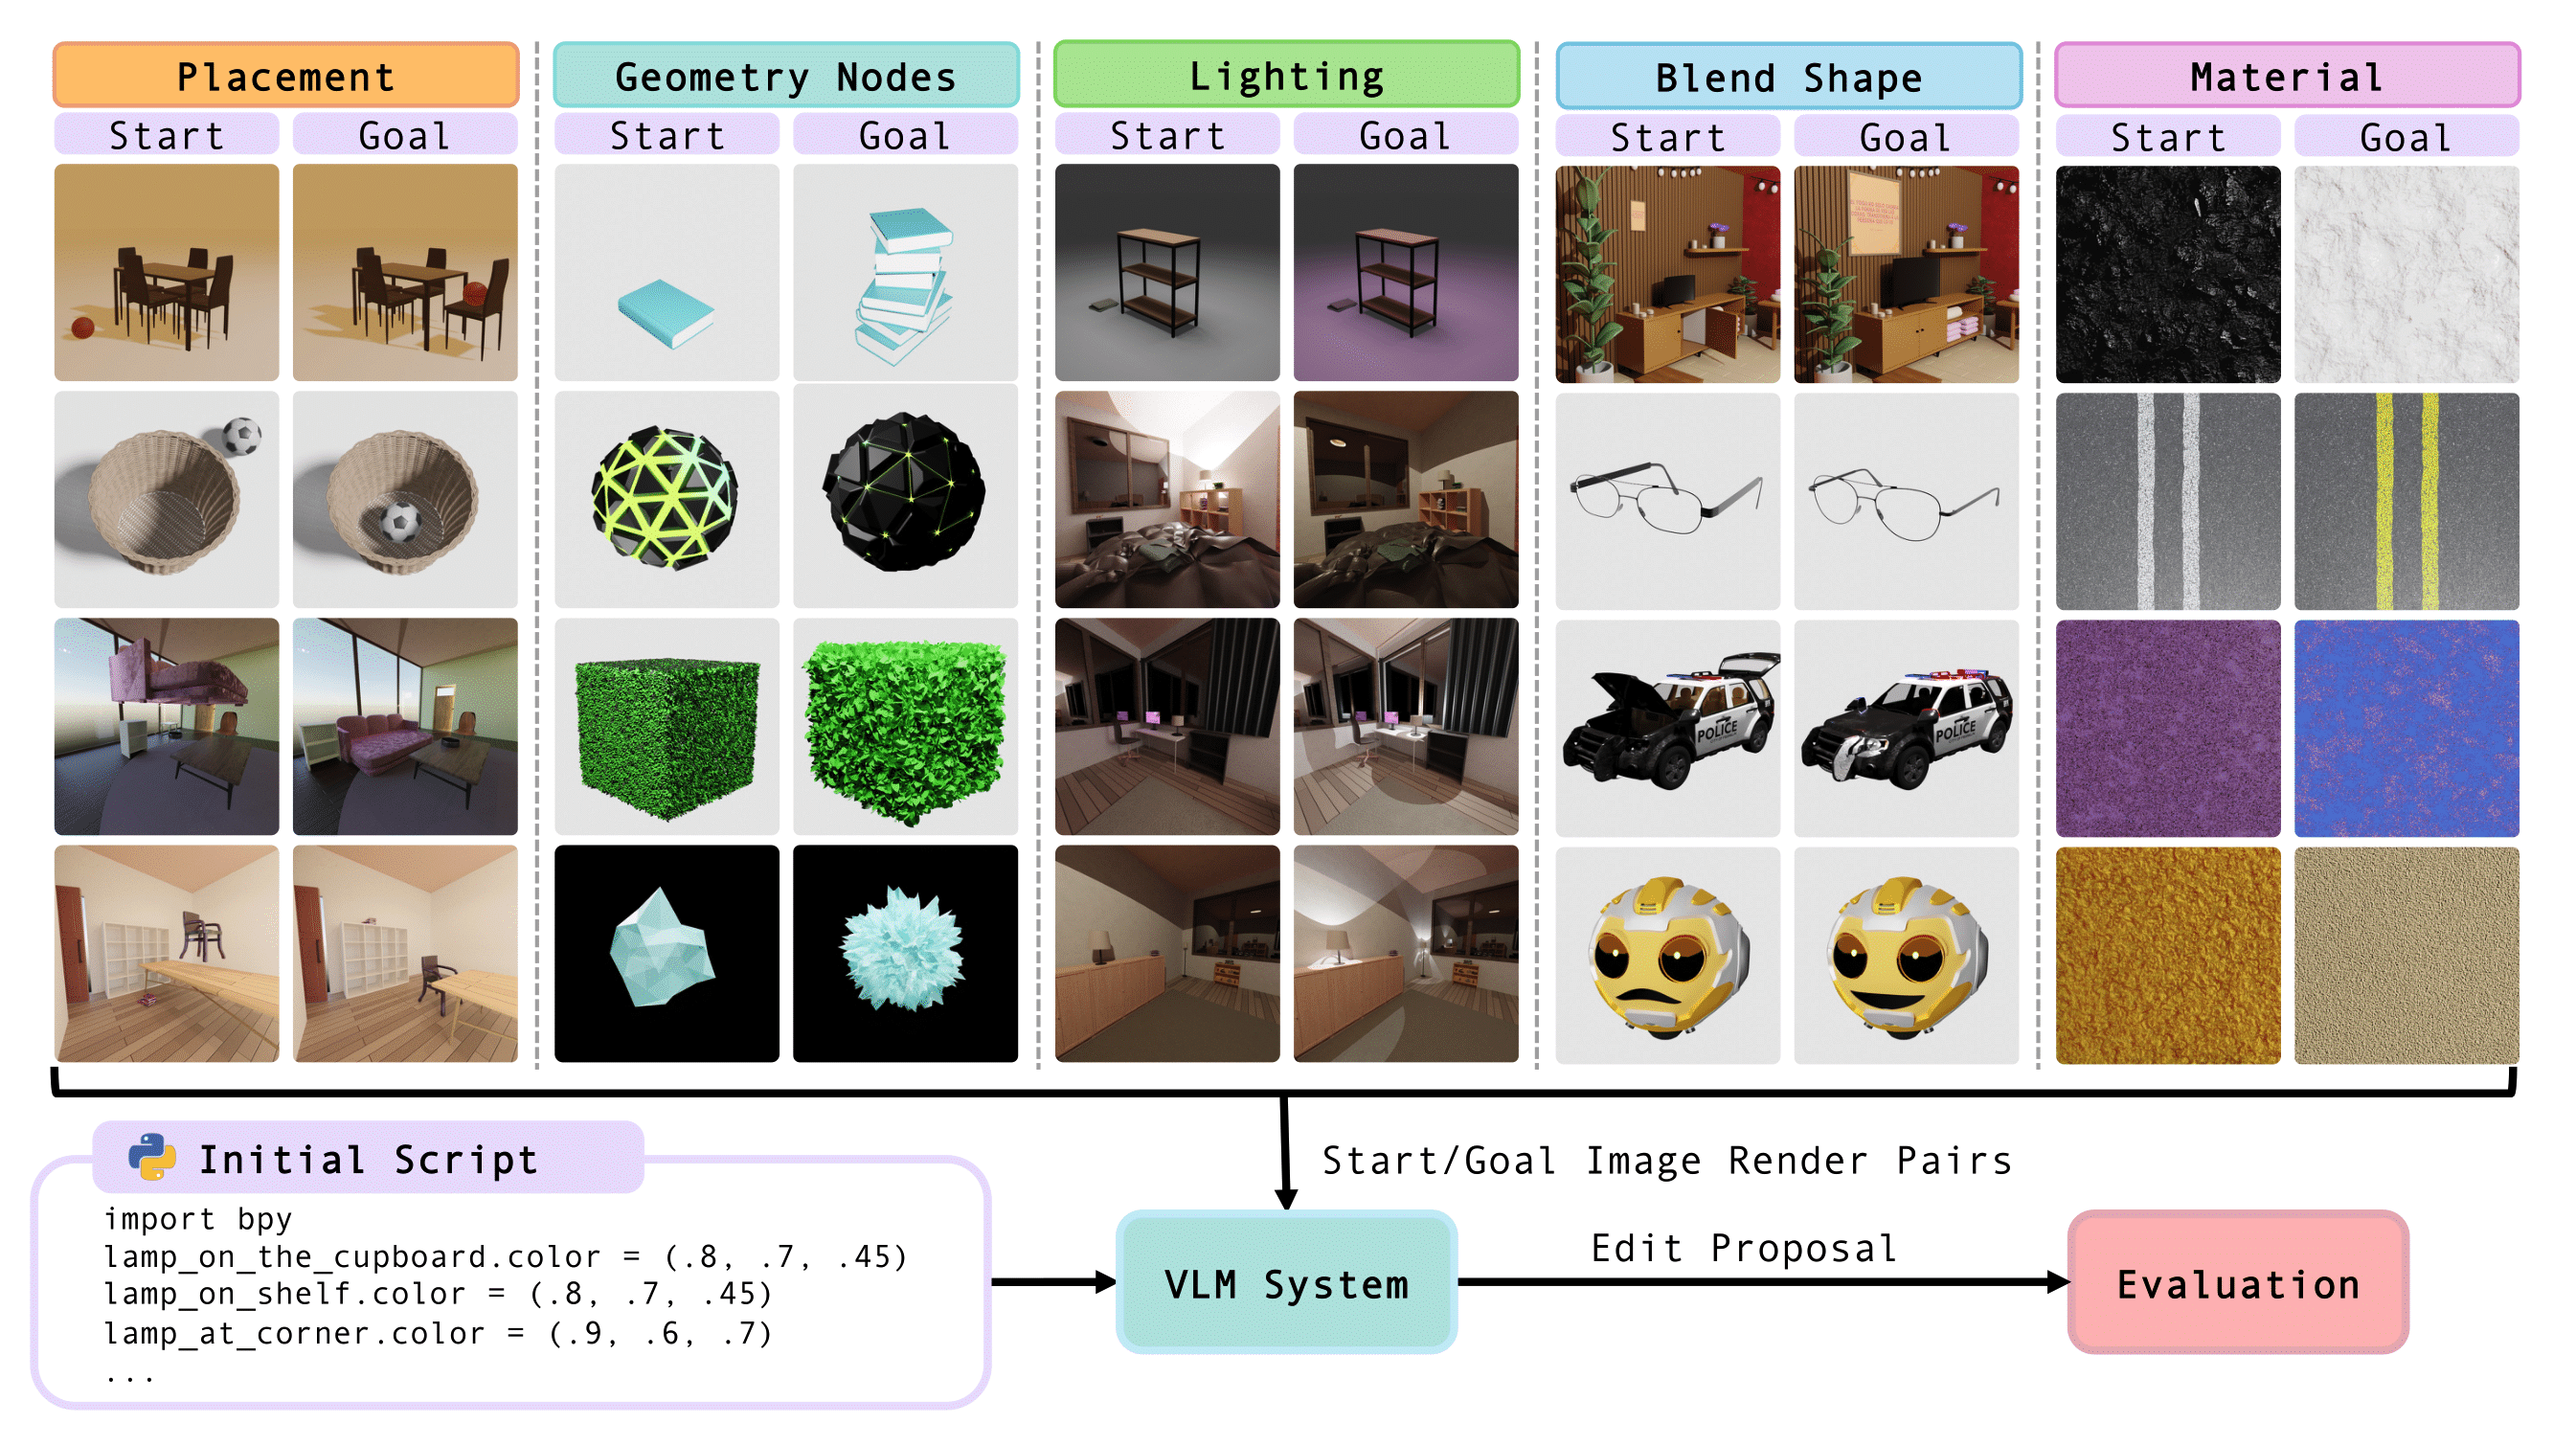 Placement
Geometry Nodes
Lighting
Blend Shape
Material
Start
Goal
Start
Goal
Start
Goal
Start
Goal
Start
Goal
POLICE
POLICE
Initial Script
import bpy
lamp_on_the_cupboard.color = (.8, .7, .45)
lamp_on_shelf.color = (.8, .7, .45)
lamp_at_corner.color = (.9, .6, .7)
...
Start/Goal Image Render Pairs
VLM System
Edit Proposal
Evaluation